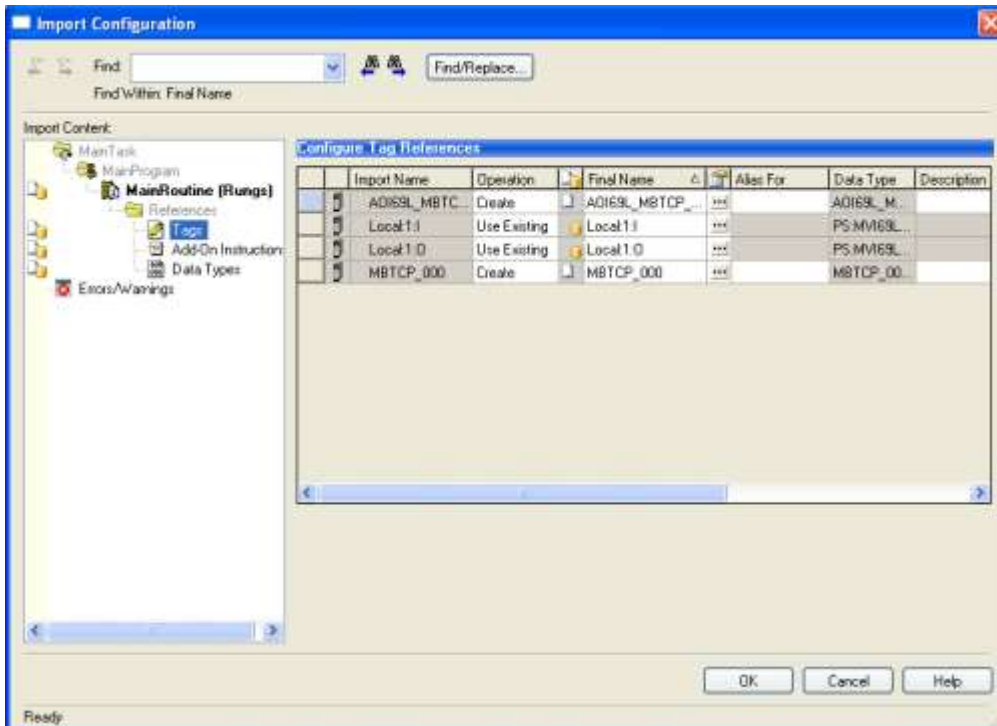 Import Configuration
Find:
Find/Replace...
Find Within: Final Name
Import Content:
MainTask
MainProgram
MainRoutine (Rungs)
References
Tags
Add-On Instruction
Data Types
Errors/Warnings
Configure Tag References
Import Name Operation Final Name Alias For Data Type Description
AOI69L_MBTC Create AOI69L_MBTCP_... AOI69L_M...
Local:1:I Use Existing Local:1:I PS:MVI69L...
Local:1:O Use Existing Local:1:O PS:MVI69L...
MBTCP_000 Create MBTCP_000 MBTCP_00...
OK Cancel Help
Ready